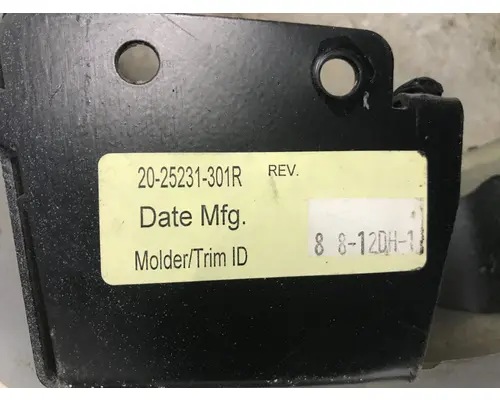 20-25231-301R REV.
Date Mfg.
8 8-12DH-1
Molder/Trim ID